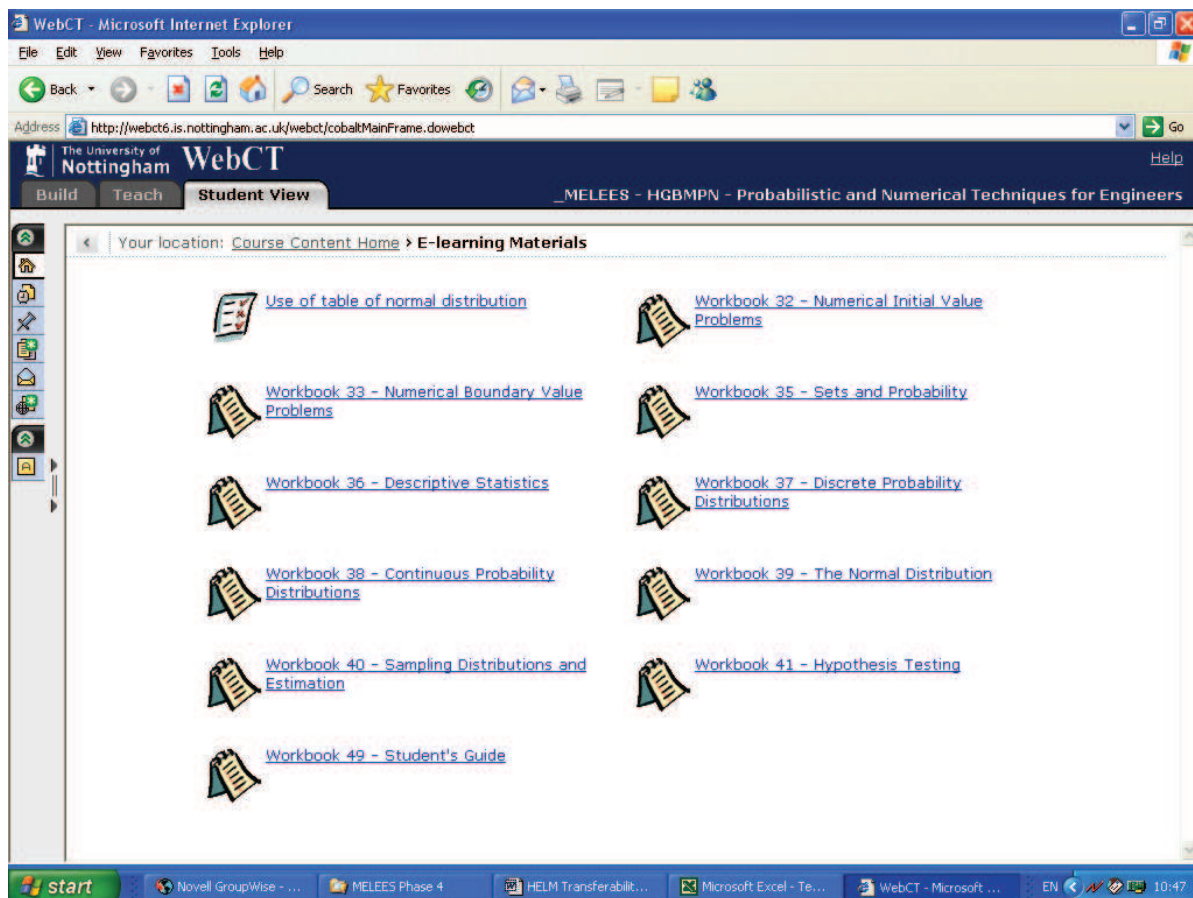 WebCT - Microsoft Internet Explorer
File Edit View Favorites Tools Help
Back Search Favorites
Address http://webct6.is.nottingham.ac.uk/webct/cobaltMainFrame.dowebct Go
The University of
Nottingham WebCT Help
Build Teach Student View _MELEES - HGBMPN - Probabilistic and Numerical Techniques for Engineers
Your location: Course Content Home › E-learning Materials
Use of table of normal distribution
Workbook 32 - Numerical Initial Value
Problems
Workbook 33 - Numerical Boundary Value
Problems
Workbook 35 - Sets and Probability
Workbook 36 - Descriptive Statistics
Workbook 37 - Discrete Probability
Distributions
Workbook 38 - Continuous Probability
Distributions
Workbook 39 - The Normal Distribution
Workbook 40 - Sampling Distributions and
Estimation
Workbook 41 - Hypothesis Testing
Workbook 49 - Student's Guide
start Novell GroupWise - ... MELEES Phase 4 HELM Transferabilit... Microsoft Excel - Te... WebCT - Microsoft ... EN 10:47